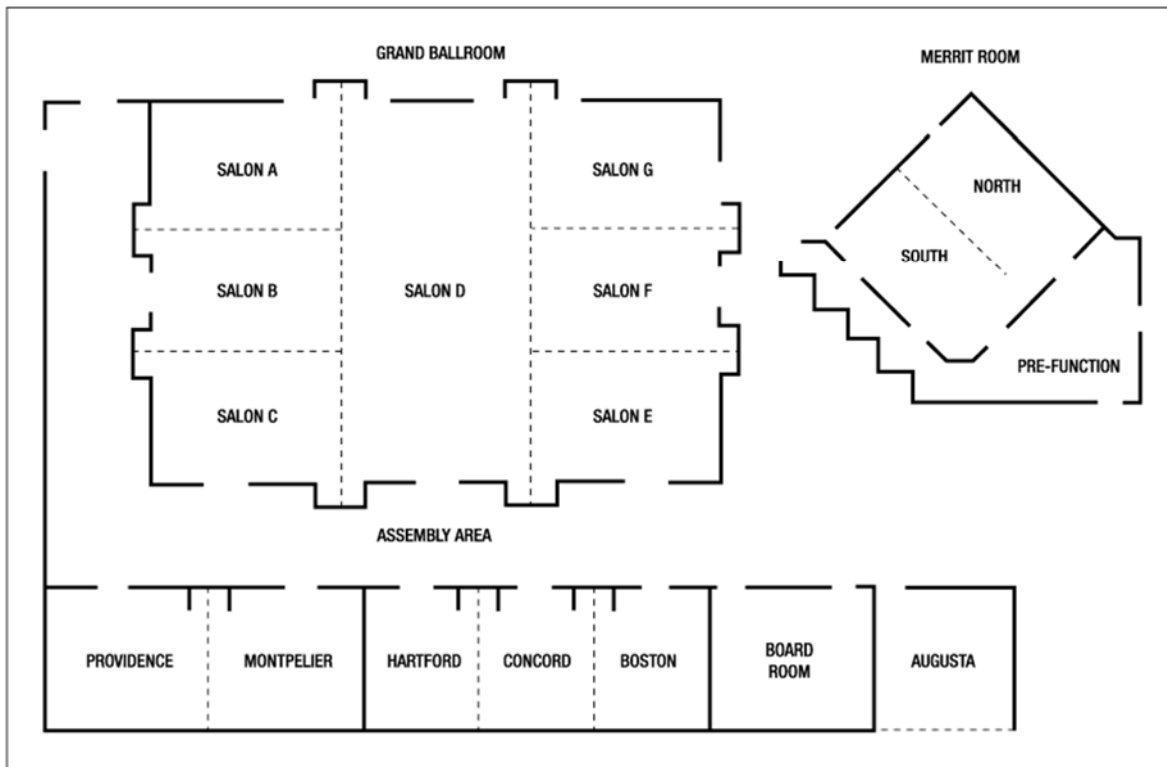 GRAND BALLROOM
MERRIT ROOM
SALON A
SALON G
NORTH
SOUTH
SALON B
SALON D
SALON F
PRE-FUNCTION
SALON C
SALON E
ASSEMBLY AREA
PROVIDENCE
MONTPELIER
HARTFORD
CONCORD
BOSTON
BOARD
ROOM
AUGUSTA